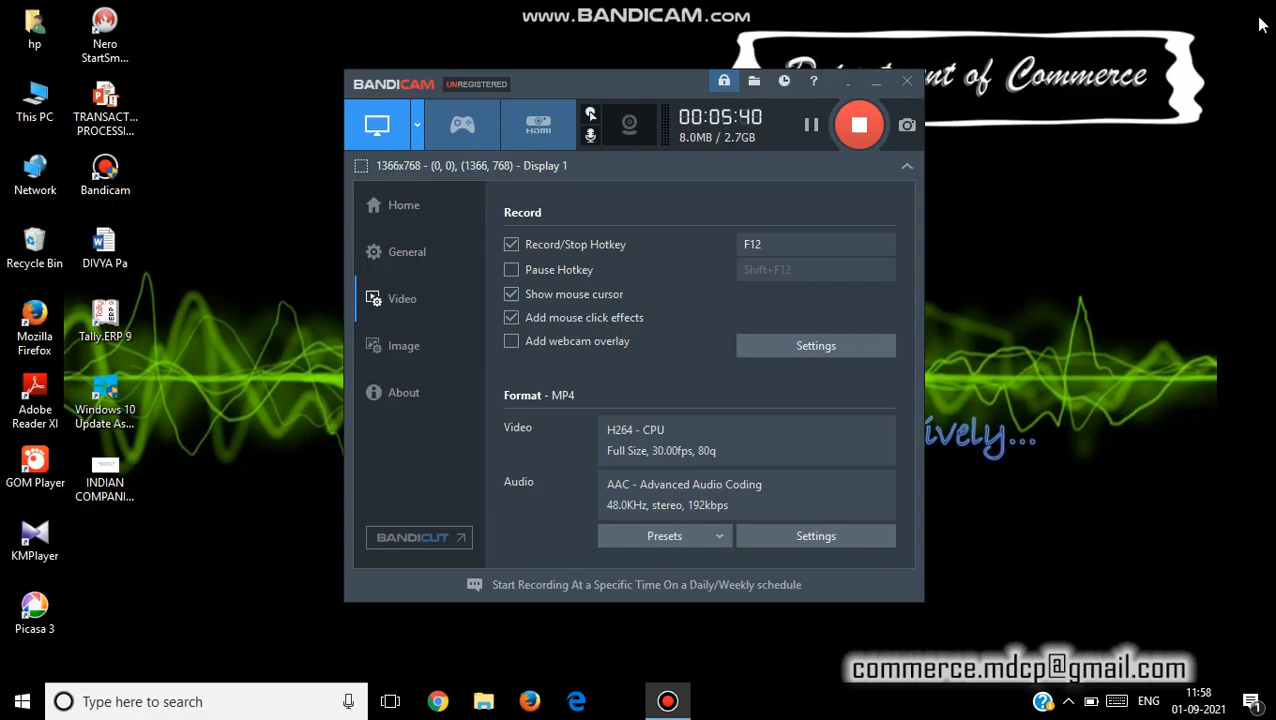 www.BANDICAM.com
hp
Nero
StartSm...
This PC
TRANSACT...
PROCESSI...
Network
Bandicam
Recycle Bin
DIVYA Pa
Mozilla
Firefox
Tally.ERP 9
Adobe
Reader XI
Windows 10
Update As...
GOM Player
INDIAN
COMPANI...
KMPlayer
Picasa 3
of Commerce
BANDICAM UNREGISTERED
?
HDMI
00:05:40
8.0MB / 2.7GB
1366x768 - (0, 0), (1366, 768) - Display 1
Home
General
Video
Image
About
BANDICUT
Record
Record/Stop Hotkey F12
Pause Hotkey Shift+F12
Show mouse cursor
Add mouse click effects
Add webcam overlay Settings
Format - MP4
Video H264 - CPU
Full Size, 30.00fps, 80q
Audio AAC - Advanced Audio Coding
48.0KHz, stereo, 192kbps
Presets Settings
Start Recording At a Specific Time On a Daily/Weekly schedule
ively...
commerce.mdcp@gmail.com
Type here to search
ENG
11:58
01-09-2021
1